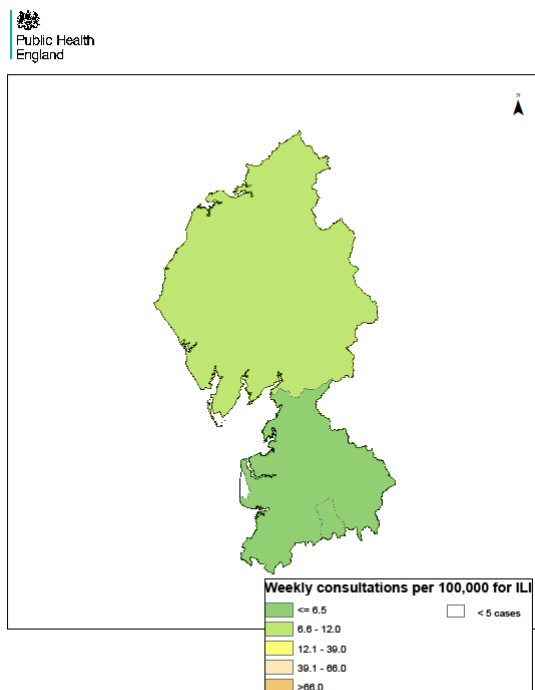 Public Health
England
N
Weekly consultations per 100,000 for ILI
<= 6.5
< 5 cases
6.6 - 12.0
12.1 - 39.0
39.1 - 66.0
>66.0